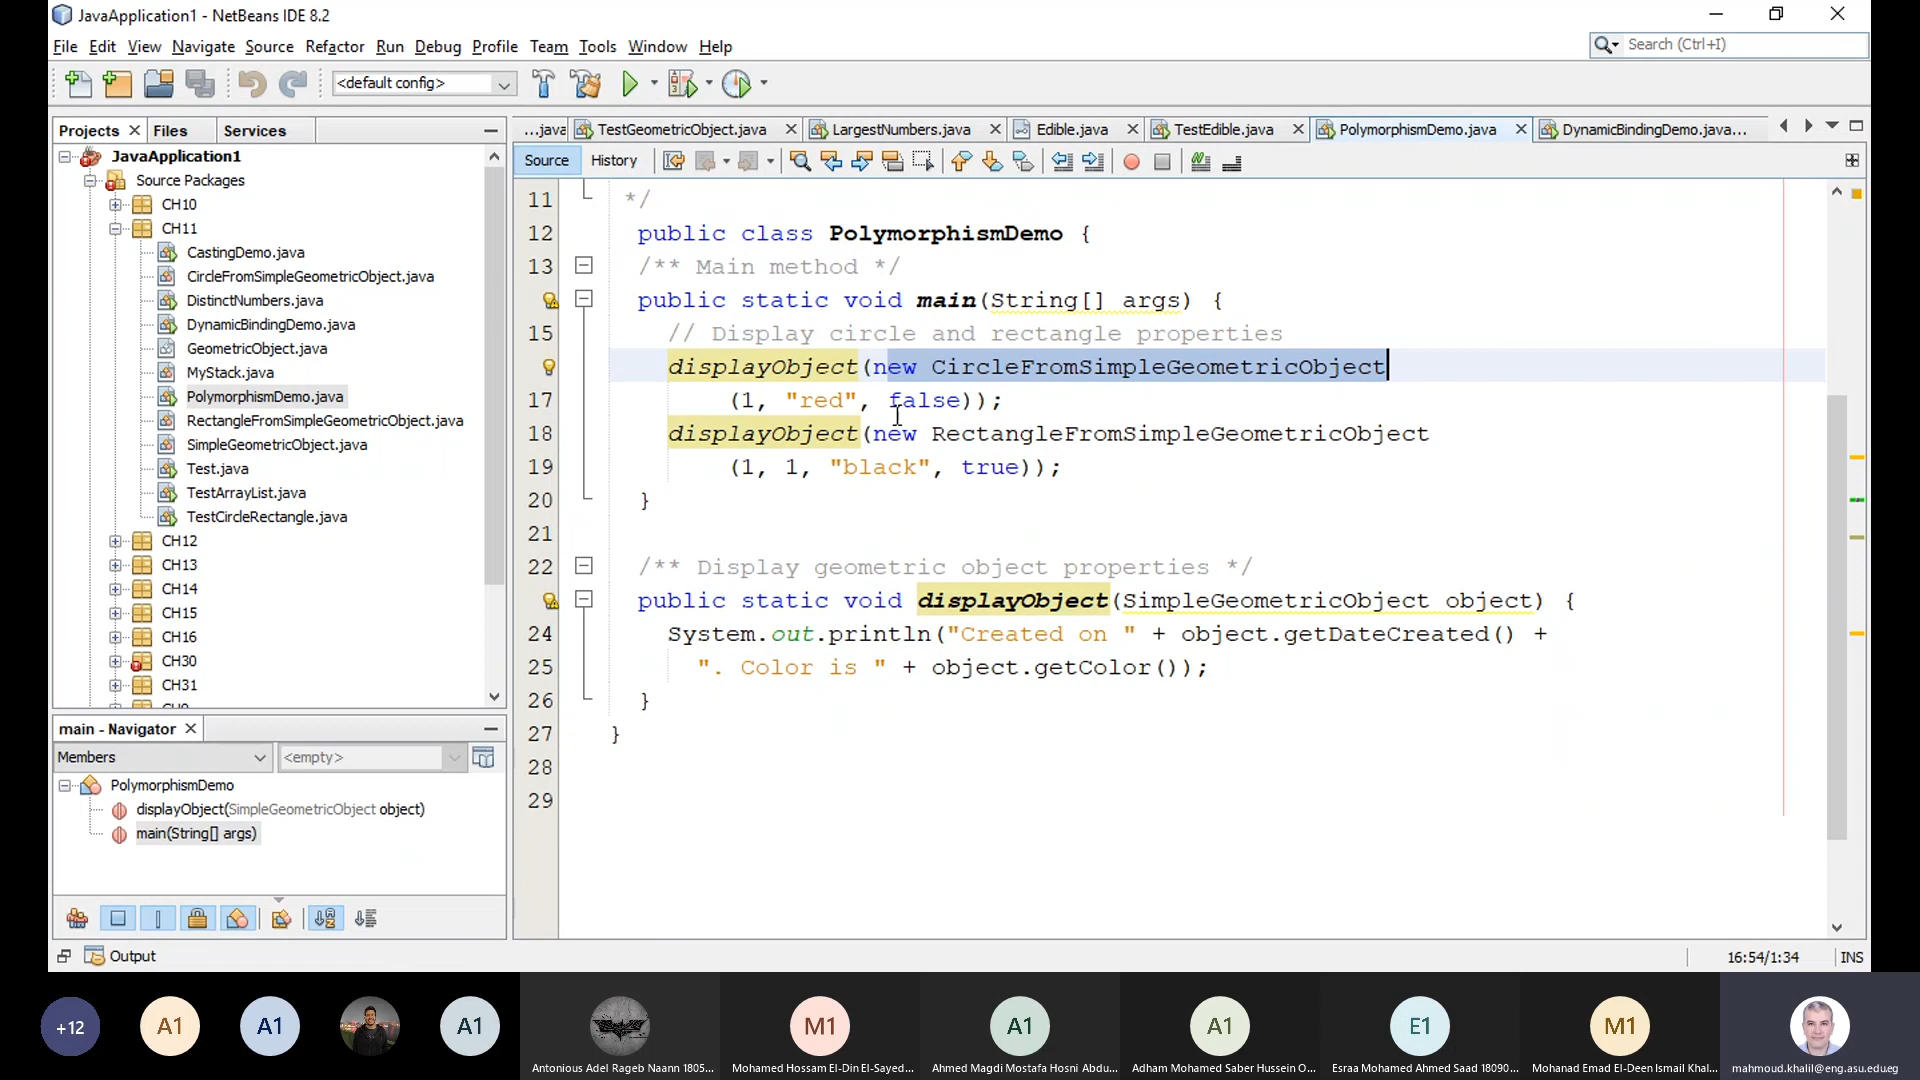 JavaApplication1 - NetBeans IDE 8.2
File Edit View Navigate Source Refactor Run Debug Profile Team Tools Window Help
Search (Ctrl+I)
<default config>
Projects Files Services
...java TestGeometricObject.java LargestNumbers.java Edible.java TestEdible.java PolymorphismDemo.java DynamicBindingDemo.java...
Source History
JavaApplication1
Source Packages
CH10
CH11
CastingDemo.java
CircleFromSimpleGeometricObject.java
DistinctNumbers.java
DynamicBindingDemo.java
GeometricObject.java
MyStack.java
PolymorphismDemo.java
RectangleFromSimpleGeometricObject.java
SimpleGeometricObject.java
Test.java
TestArrayList.java
TestCircleRectangle.java
CH12
CH13
CH14
CH15
CH16
CH30
CH31
11 */
12 public class PolymorphismDemo {
13 /** Main method */
public static void main(String[] args) {
15 // Display circle and rectangle properties
displayObject(new CircleFromSimpleGeometricObject
17 (1, "red", false));
18 displayObject(new RectangleFromSimpleGeometricObject
19 (1, 1, "black", true));
20 }
21
22 /** Display geometric object properties */
public static void displayObject(SimpleGeometricObject object) {
24 System.out.println("Created on " + object.getDateCreated() +
25 ". Color is " + object.getColor());
26 }
27 }
28
29
main - Navigator
Members <empty>
PolymorphismDemo
displayObject(SimpleGeometricObject object)
main(String[] args)
Output
16:54/1:34 INS
+12 A1 A1 A1 M1 A1 A1 E1 M1
Antonious Adel Rageb Naann 1805... Mohamed Hossam El-Din El-Sayed... Ahmed Magdi Mostafa Hosni Abdu... Adham Mohamed Saber Hussein O... Esraa Mohamed Ahmed Saad 18090... Mohanad Emad El-Deen Ismail Khal... mahmoud.khalil@eng.asu.edu.eg